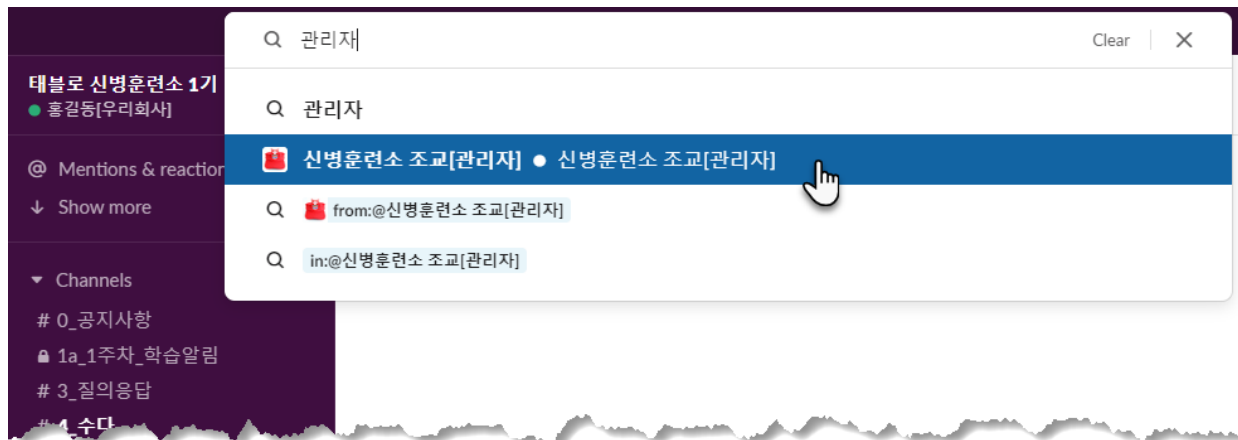 관리자
Clear
태블로 신병훈련소 1기
홍길동[우리회사]
관리자
신병훈련소 조교[관리자] ● 신병훈련소 조교[관리자]
@ Mentions & reaction
Show more
from:@신병훈련소 조교[관리자]
in:@신병훈련소 조교[관리자]
Channels
# 0_공지사항
1a_1주차_학습알림
# 3_질의응답
# 4_수다